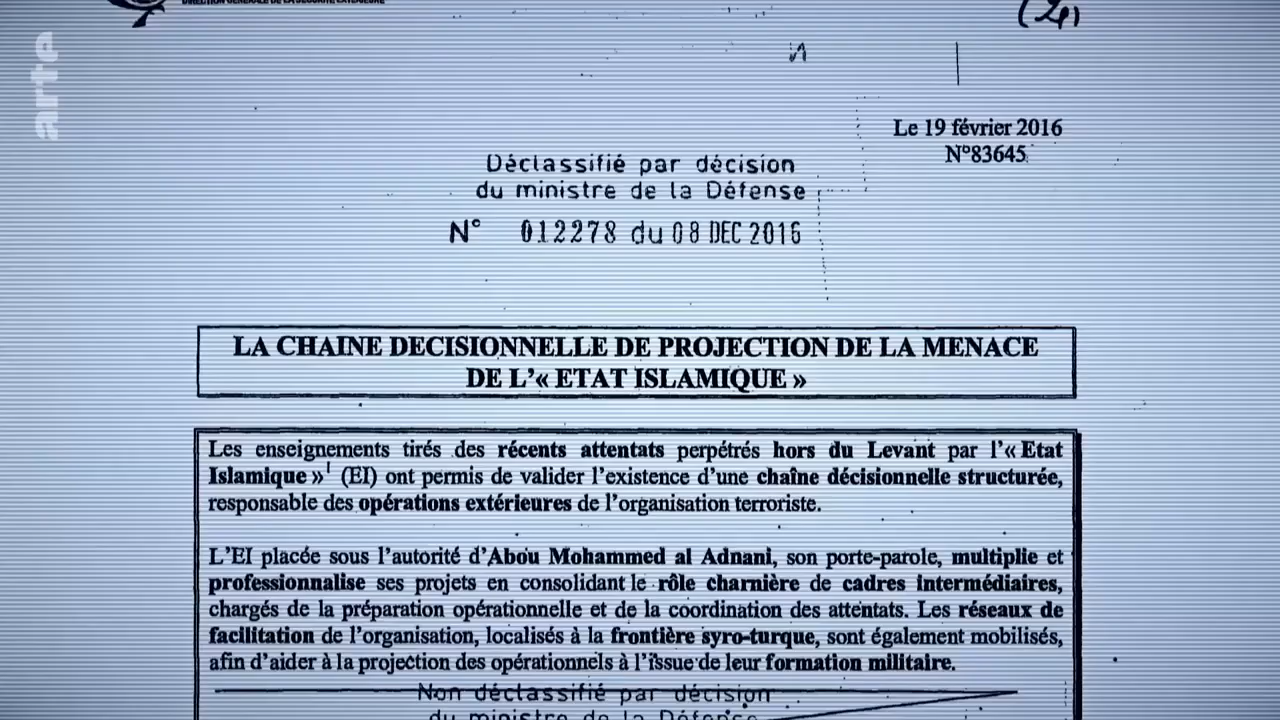 DIRECTION GENERALE DE LA SECURITE EXTERIEURE
arte
Le 19 février 2016
N°83645
Déclassifié par décision
du ministre de la Défense
N° 012278 du 08 DEC 2016
LA CHAINE DECISIONNELLE DE PROJECTION DE LA MENACE
DE L'« ETAT ISLAMIQUE »
Les enseignements tirés des récents attentats perpétrés hors du Levant par l'« Etat
Islamique »1 (EI) ont permis de valider l'existence d'une chaîne décisionnelle structurée,
responsable des opérations extérieures de l'organisation terroriste.
L'EI placée sous l'autorité d'Abou Mohammed al Adnani, son porte-parole, multiplie et
professionnalise ses projets en consolidant le rôle charnière de cadres intermédiaires,
chargés de la préparation opérationnelle et de la coordination des attentats. Les réseaux de
facilitation de l'organisation, localisés à la frontière syro-turque, sont également mobilisés,
afin d'aider à la projection des opérationnels à l'issue de leur formation militaire.
Non déclassifié par décision
du ministre de la Défense